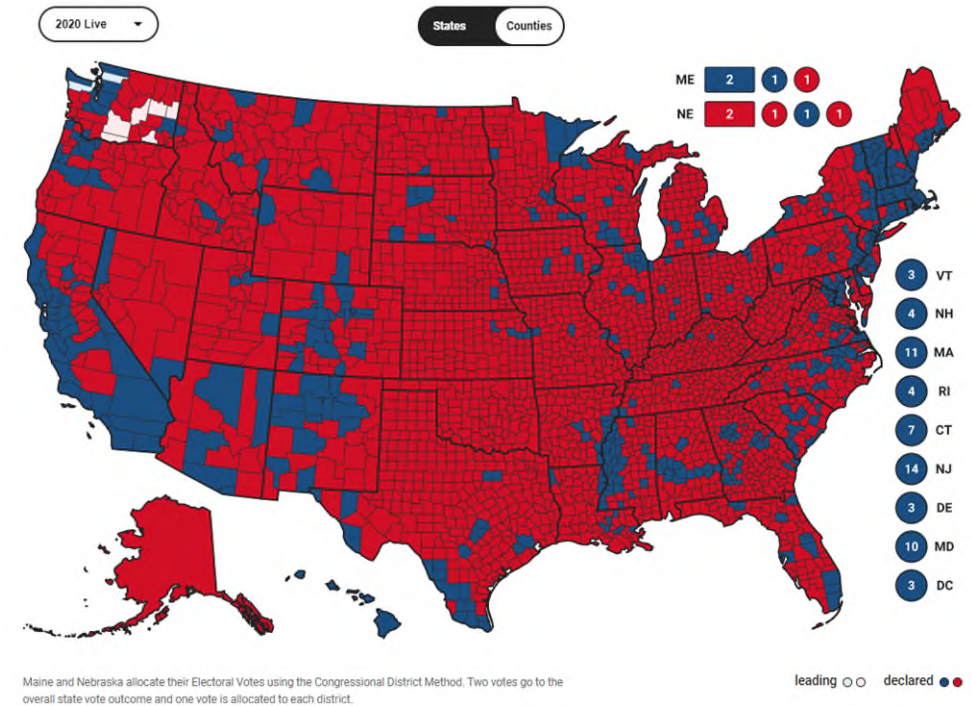 2020 Live
States Counties
ME 2 1 1
NE 2 1 1 1
3 VT
4 NH
11 MA
4 RI
7 CT
14 NJ
3 DE
10 MD
3 DC
Maine and Nebraska allocate their Electoral Votes using the Congressional District Method. Two votes go to the
overall state vote outcome and one vote is allocated to each district.
leading declared